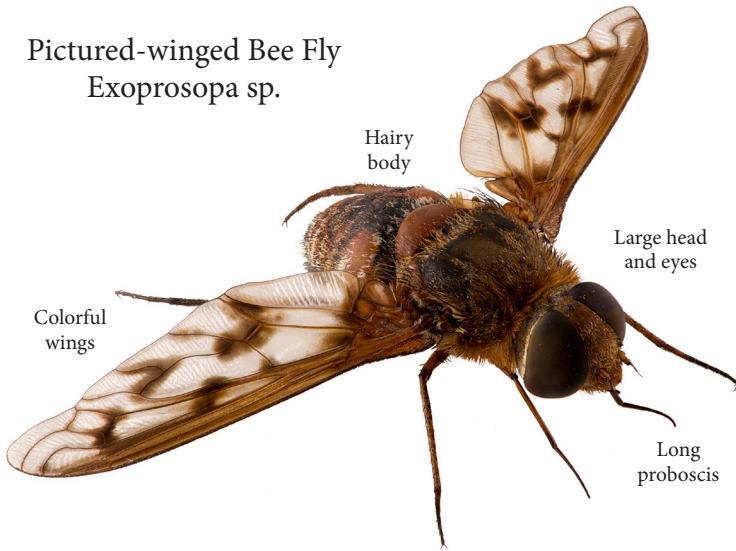 Pictured-winged Bee Fly
Exoprosopa sp.
Hairy
body
Large head
and eyes
Colorful
wings
Long
proboscis